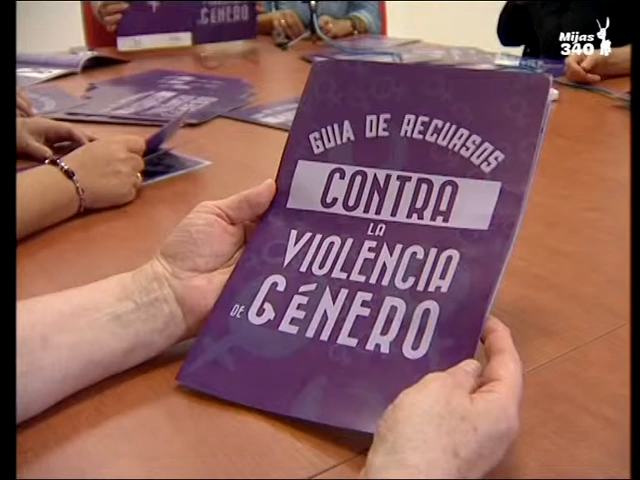 Mijas
340
GÉNERO
GUIA DE RECURSOS
CONTRA
LA
VIOLENCIA
DE GÉNERO